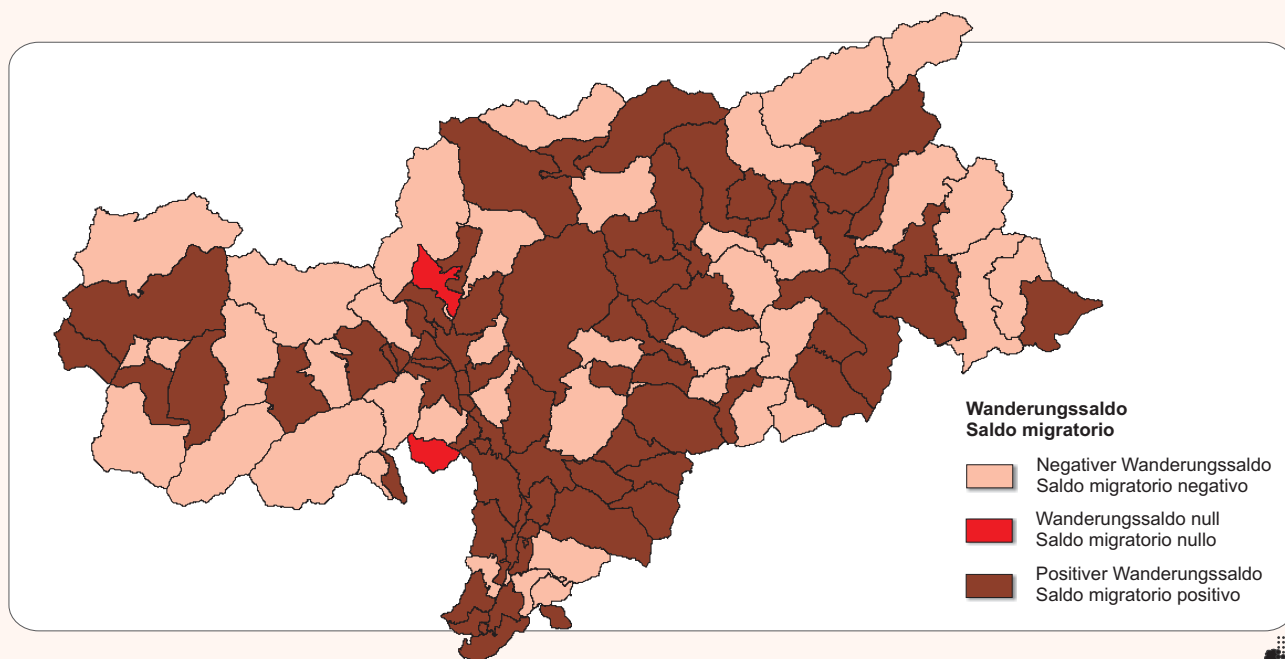 Wanderungssaldo
Saldo migratorio
Negativer Wanderungssaldo
Saldo migratorio negativo
Wanderungssaldo null
Saldo migratorio nullo
Positiver Wanderungssaldo
Saldo migratorio positivo